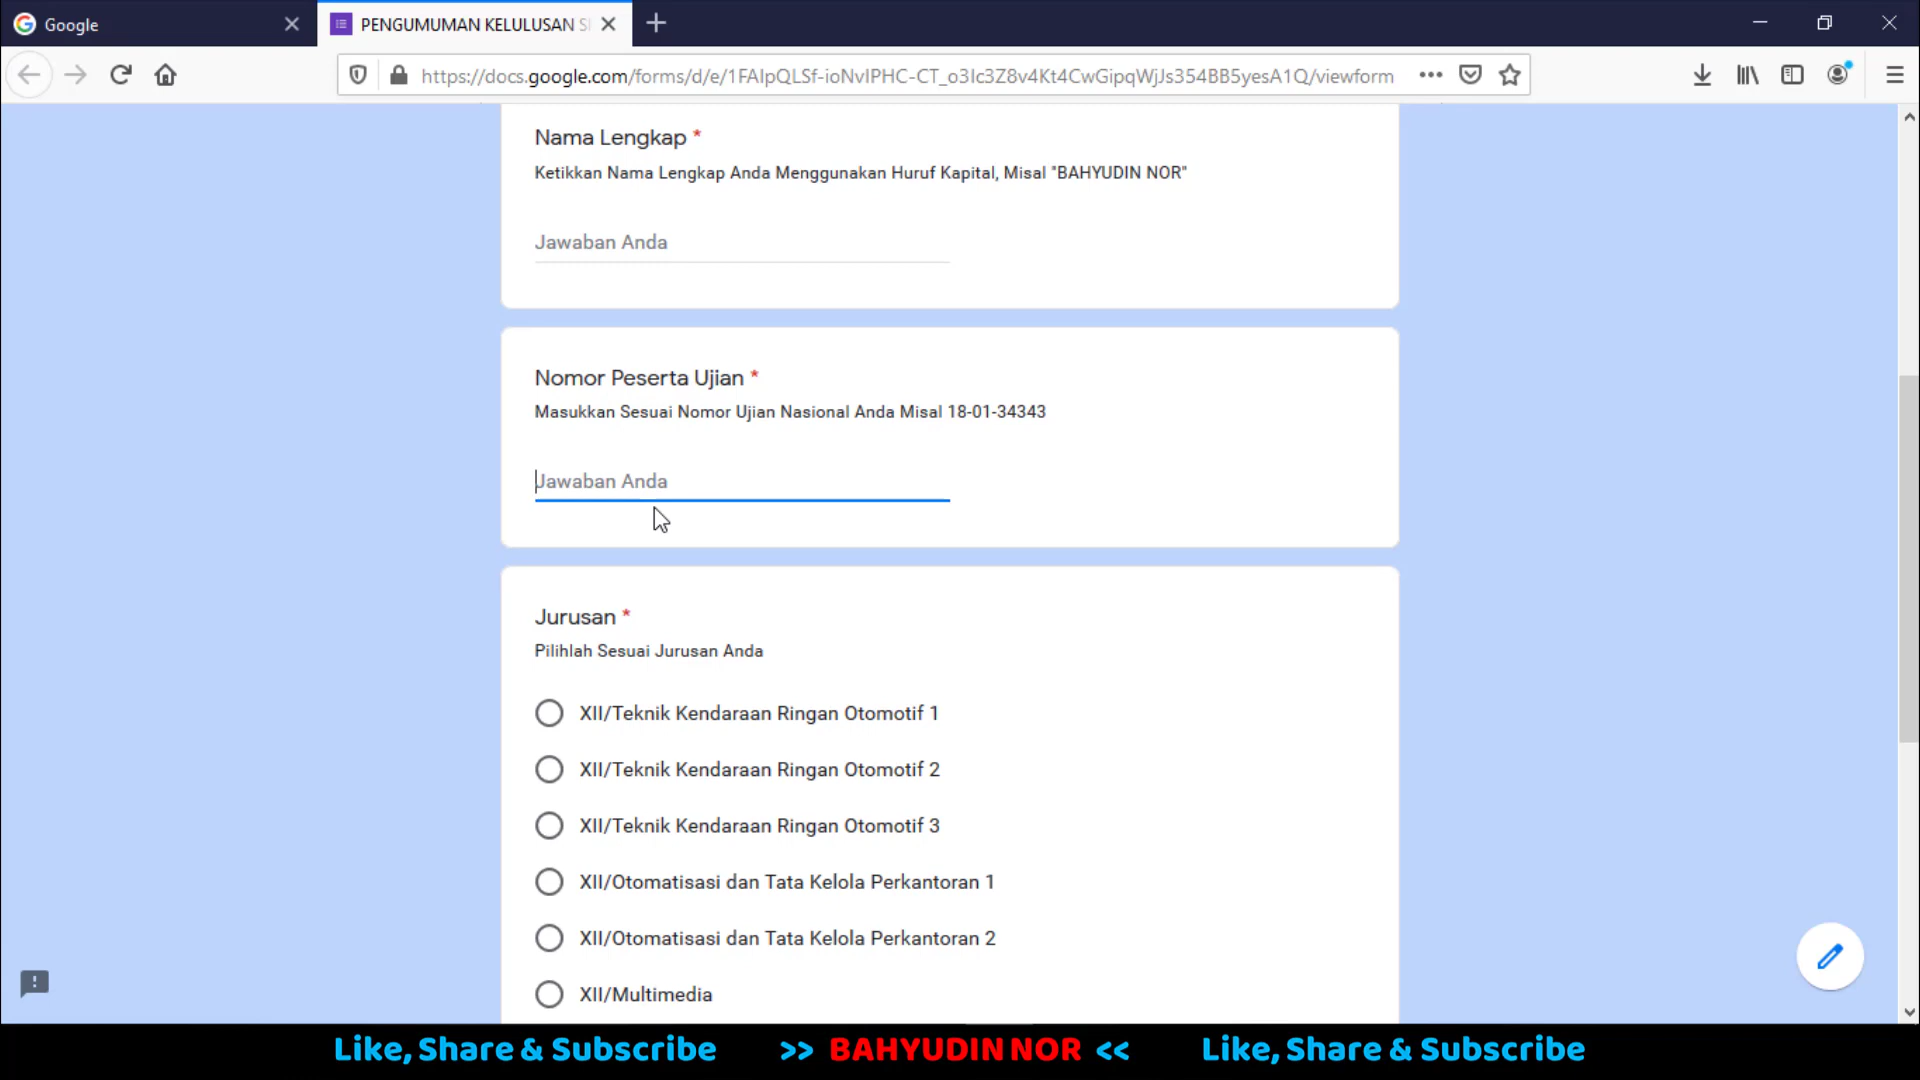 Google
PENGUMUMAN KELULUSAN
https://docs.google.com/forms/d/e/1FAIpQLSf-ioNvIPHC-CT_o3Ic3Z8v4Kt4CwGipqWjJs354BB5yesA1Q/viewform
Nama Lengkap *
Ketikkan Nama Lengkap Anda Menggunakan Huruf Kapital, Misal "BAHYUDIN NOR"
Jawaban Anda
Nomor Peserta Ujian *
Masukkan Sesuai Nomor Ujian Nasional Anda Misal 18-01-34343
Jawaban Anda
Jurusan *
Pilihlah Sesuai Jurusan Anda
XII/Teknik Kendaraan Ringan Otomotif 1
XII/Teknik Kendaraan Ringan Otomotif 2
XII/Teknik Kendaraan Ringan Otomotif 3
XII/Otomatisasi dan Tata Kelola Perkantoran 1
XII/Otomatisasi dan Tata Kelola Perkantoran 2
XII/Multimedia
Like, Share & Subscribe >> BAHYUDIN NOR << Like, Share & Subscribe